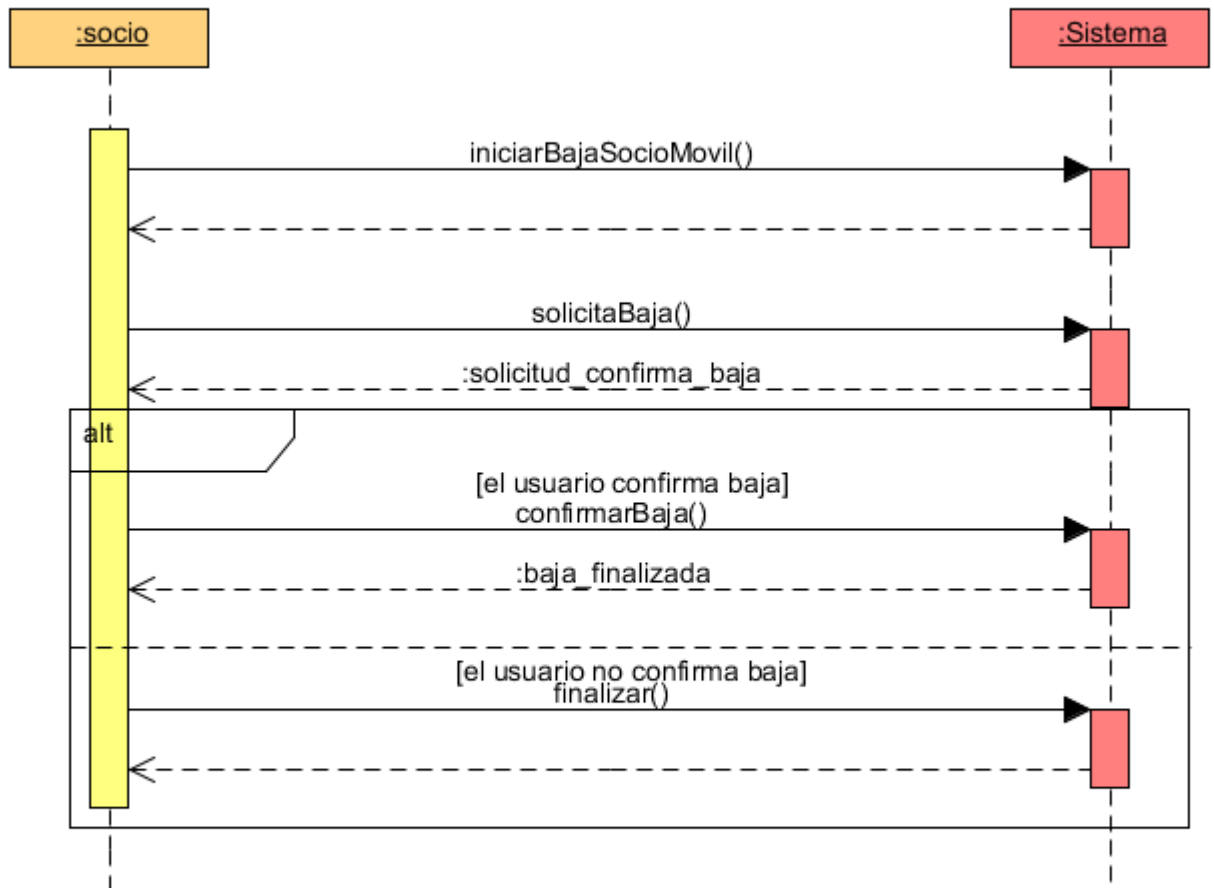 :socio
:Sistema
iniciarBajaSocioMovil()
solicitaBaja()
:solicitud_confirma_baja
alt
[el usuario confirma baja]
confirmarBaja()
:baja_finalizada
[el usuario no confirma baja]
finalizar()